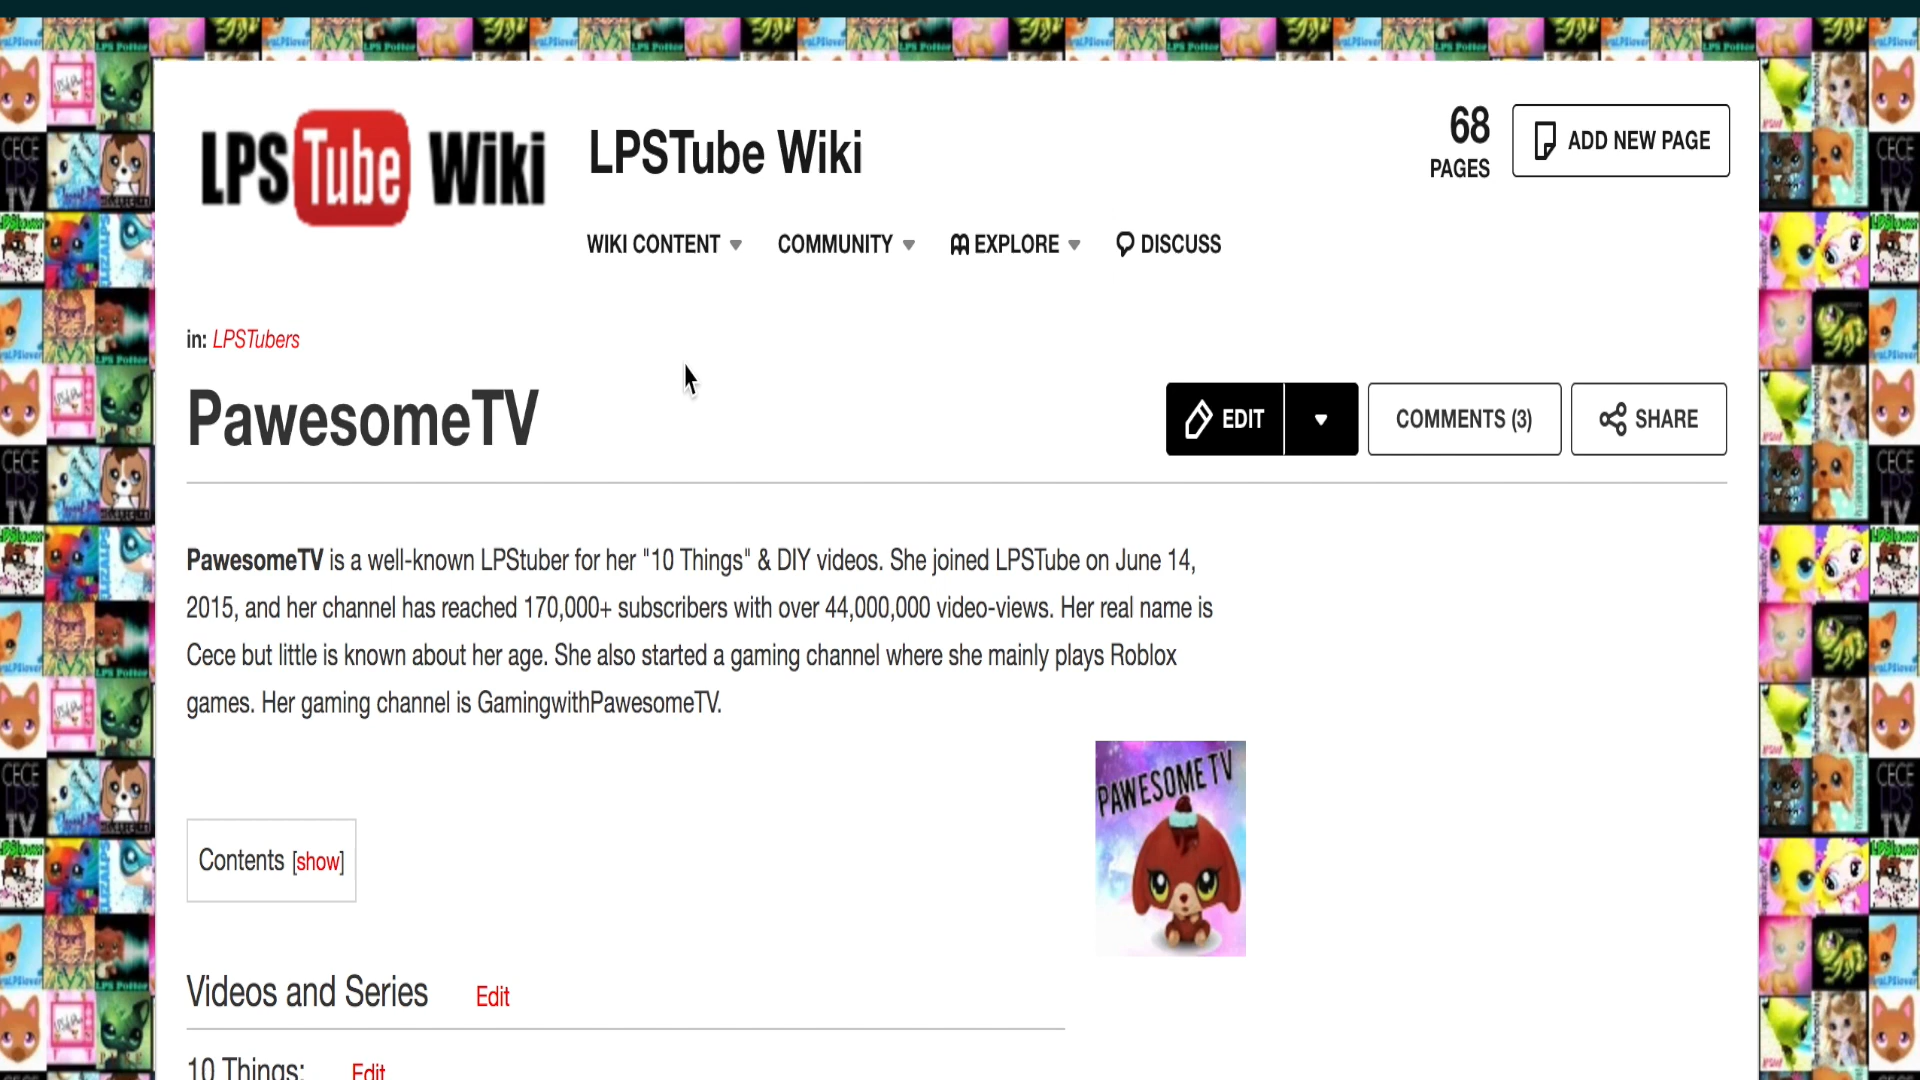 LPS Tube Wiki
LPSTube Wiki
68
PAGES
ADD NEW PAGE
WIKI CONTENT
COMMUNITY
EXPLORE
DISCUSS
in: LPSTubers
PawesomeTV
EDIT
COMMENTS (3)
SHARE
PawesomeTV is a well-known LPStuber for her "10 Things" & DIY videos. She joined LPSTube on June 14,
2015, and her channel has reached 170,000+ subscribers with over 44,000,000 video-views. Her real name is
Cece but little is known about her age. She also started a gaming channel where she mainly plays Roblox
games. Her gaming channel is GamingwithPawesomeTV.
PAWESOME TV
Contents [show]
Videos and Series Edit
10 Things: Edit
CECE
LPS
TV